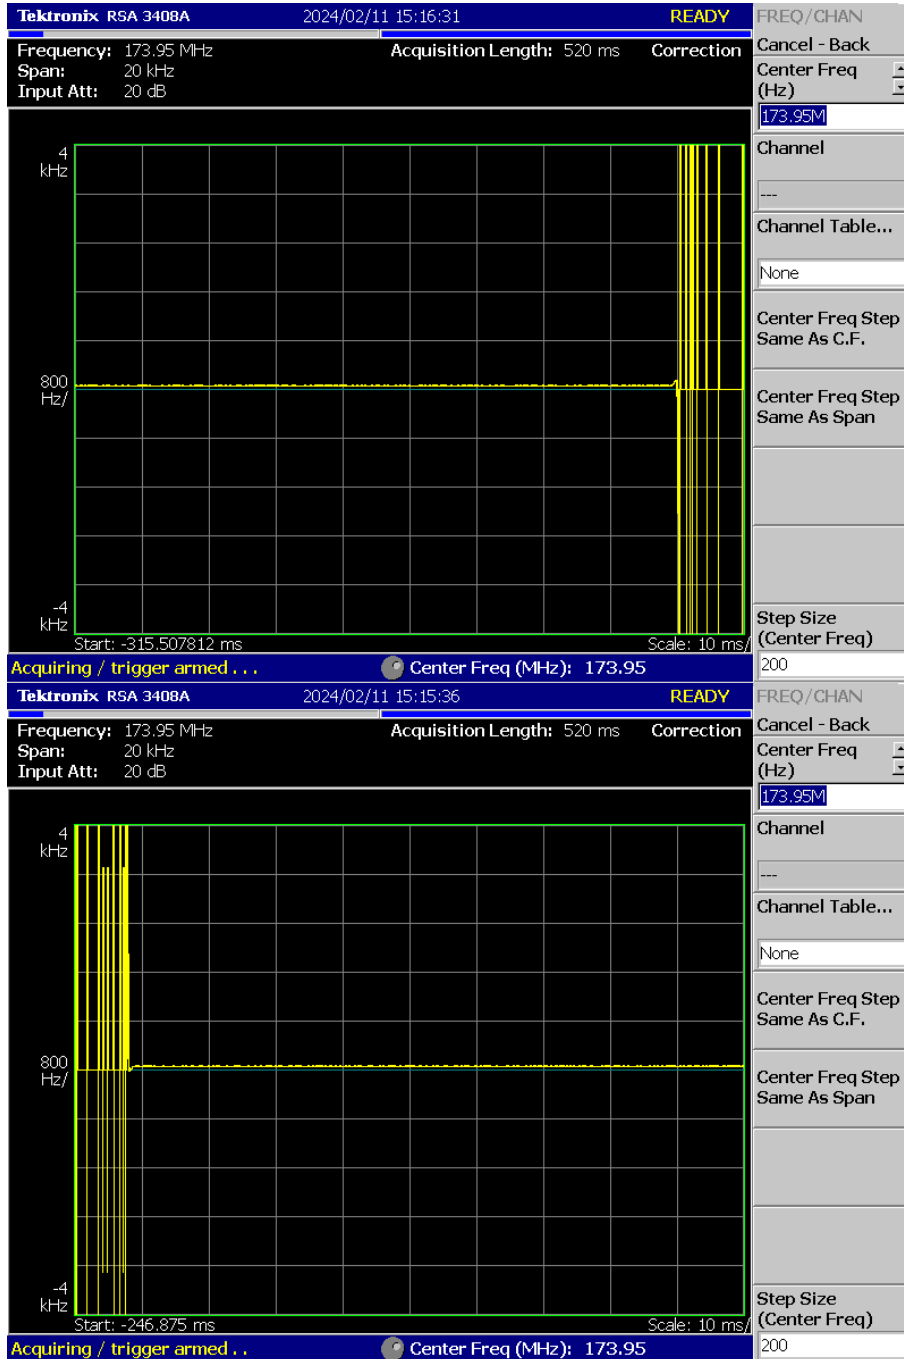 Tektronix RSA 3408A 2024/02/11 15:16:31 READY FREQ/CHAN
Frequency: 173.95 MHz Acquisition Length: 520 ms Correction
Span: 20 kHz
Input Att: 20 dB
Cancel - Back
Center Freq
(Hz)
173.95M
Channel
---
Channel Table...
None
Center Freq Step
Same As C.F.
Center Freq Step
Same As Span
Step Size
(Center Freq)
200
4
kHz
800
Hz/
-4
kHz
Start: -315.507812 ms Scale: 10 ms/
Acquiring / trigger armed . . . Center Freq (MHz): 173.95
Tektronix RSA 3408A 2024/02/11 15:15:36 READY FREQ/CHAN
Frequency: 173.95 MHz Acquisition Length: 520 ms Correction
Span: 20 kHz
Input Att: 20 dB
Cancel - Back
Center Freq
(Hz)
173.95M
Channel
---
Channel Table...
None
Center Freq Step
Same As C.F.
Center Freq Step
Same As Span
Step Size
(Center Freq)
200
4
kHz
800
Hz/
-4
kHz
Start: -246.875 ms Scale: 10 ms/
Acquiring / trigger armed . . Center Freq (MHz): 173.95